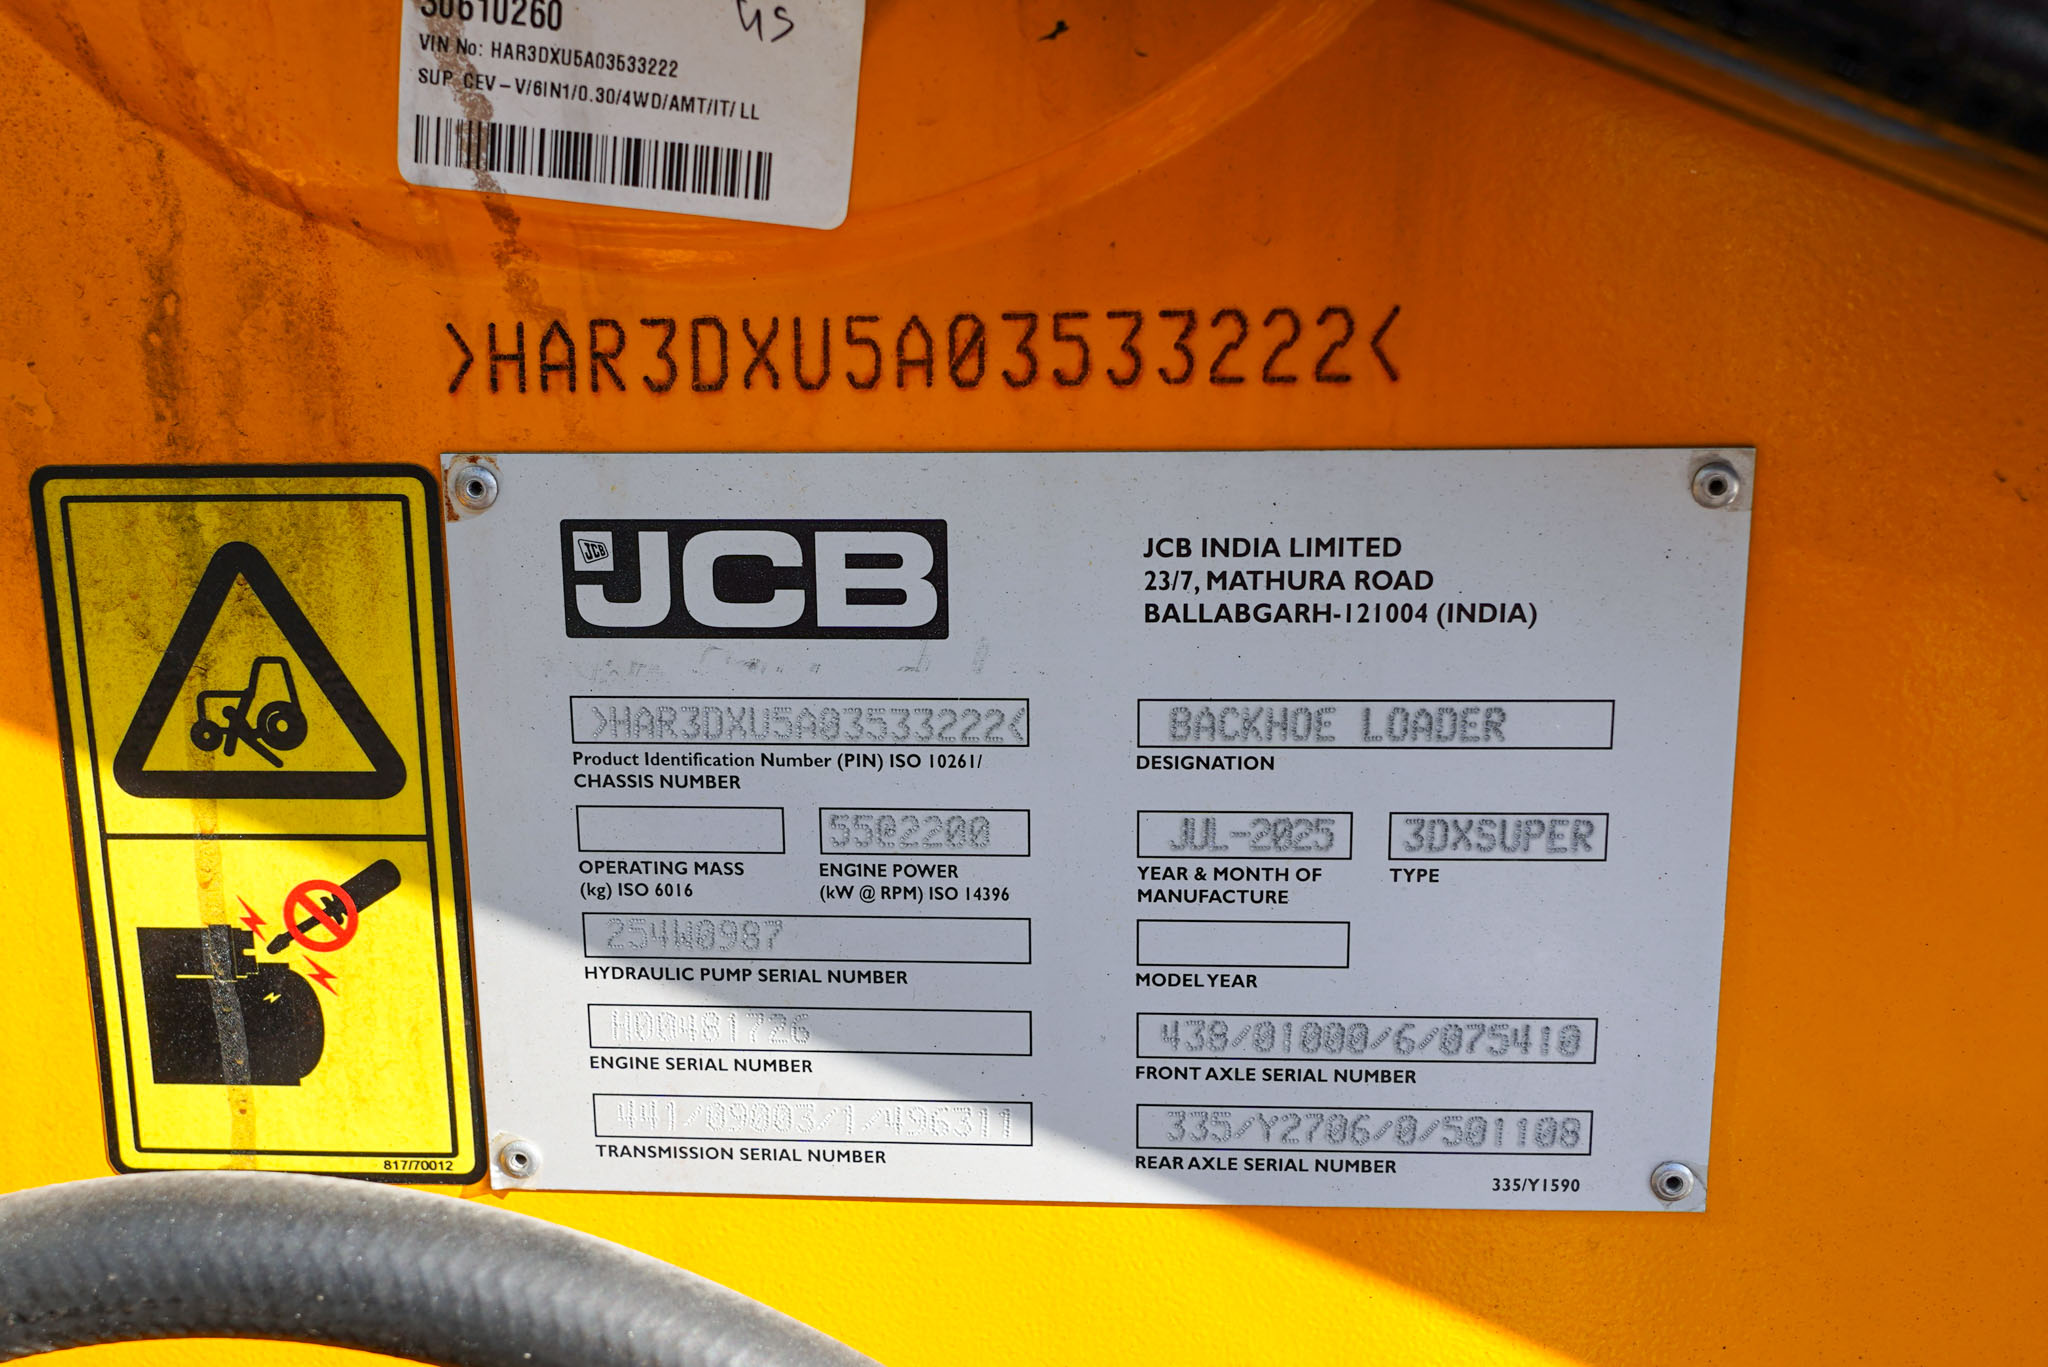 30610260
VIN No: HAR3DXU5A03533222
SUP CEV-V/6IN1/0.30/4WD/AMT/IT/ LL
>HAR3DXU5A03533222<
JCB
JCB INDIA LIMITED
23/7, MATHURA ROAD
BALLABGARH-121004 (INDIA)
>HAR3DXU5A03533222<
Product Identification Number (PIN) ISO 10261/
CHASSIS NUMBER
BACKHOE LOADER
DESIGNATION
55@2200
OPERATING MASS
(kg) ISO 6016
ENGINE POWER
(kW @ RPM) ISO 14396
JUL-2025
YEAR & MONTH OF
MANUFACTURE
3DXSUPER
TYPE
254W0987
HYDRAULIC PUMP SERIAL NUMBER
MODEL YEAR
H00481726
ENGINE SERIAL NUMBER
438/01000/6/075410
FRONT AXLE SERIAL NUMBER
441/09003/1/496311
TRANSMISSION SERIAL NUMBER
335/Y2706/0/501108
REAR AXLE SERIAL NUMBER
335/Y1590
817/70012